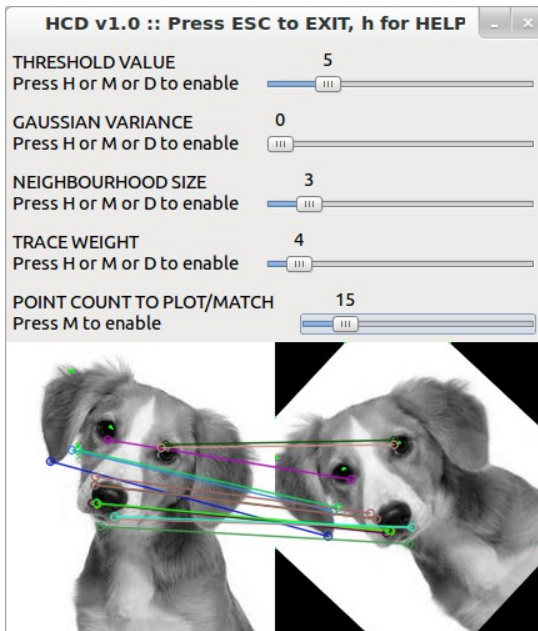 HCD v1.0 :: Press ESC to EXIT, h for HELP
THRESHOLD VALUE
5
Press H or M or D to enable
GAUSSIAN VARIANCE
0
Press H or M or D to enable
NEIGHBOURHOOD SIZE
3
Press H or M or D to enable
TRACE WEIGHT
4
Press H or M or D to enable
POINT COUNT TO PLOT/MATCH
15
Press M to enable